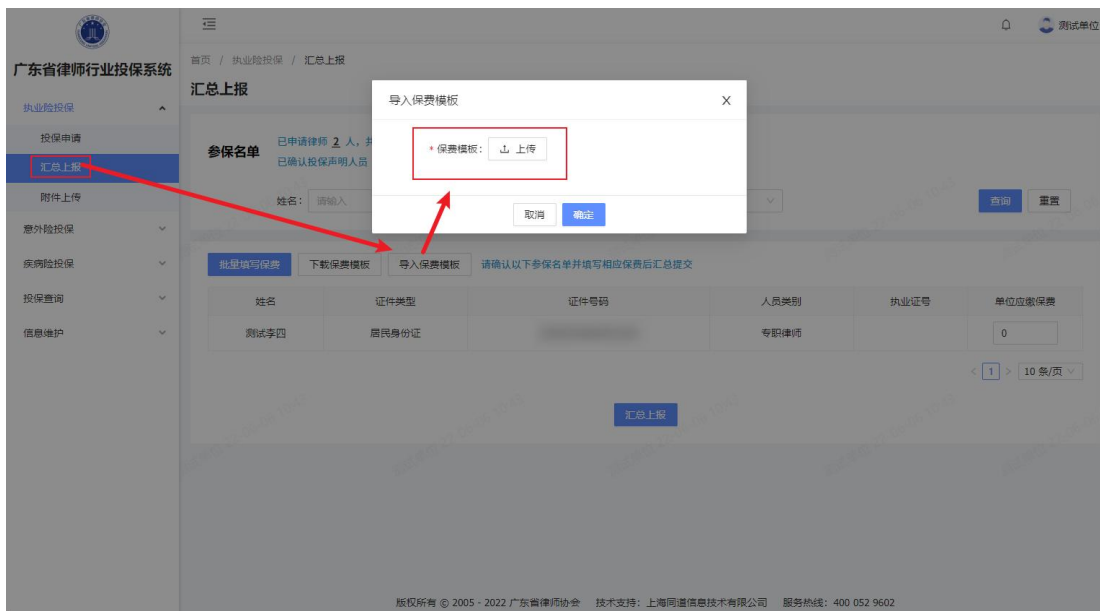 测试单位
广东省律师行业投保系统
首页 / 执业险投保 / 汇总上报
汇总上报
执业险投保
投保申请
汇总上报
附件上传
意外险投保
疾病险投保
投保查询
信息维护
导入保费模板 X
* 保费模板: 上传
取消 确定
参保名单
已申请律师 2 人，共
已确认投保声明人员
姓名: 请输入
查询 重置
批量填写保费 下载保费模板 导入保费模板 请确认以下参保名单并填写相应保费后汇总提交
姓名 证件类型 证件号码 人员类别 执业证号 单位应缴保费
测试李四 居民身份证 专职律师 0
< 1 > 10 条/页
汇总上报
版权所有 © 2005 - 2022 广东省律师协会 技术支持: 上海同道信息技术有限公司 服务热线: 400 052 9602